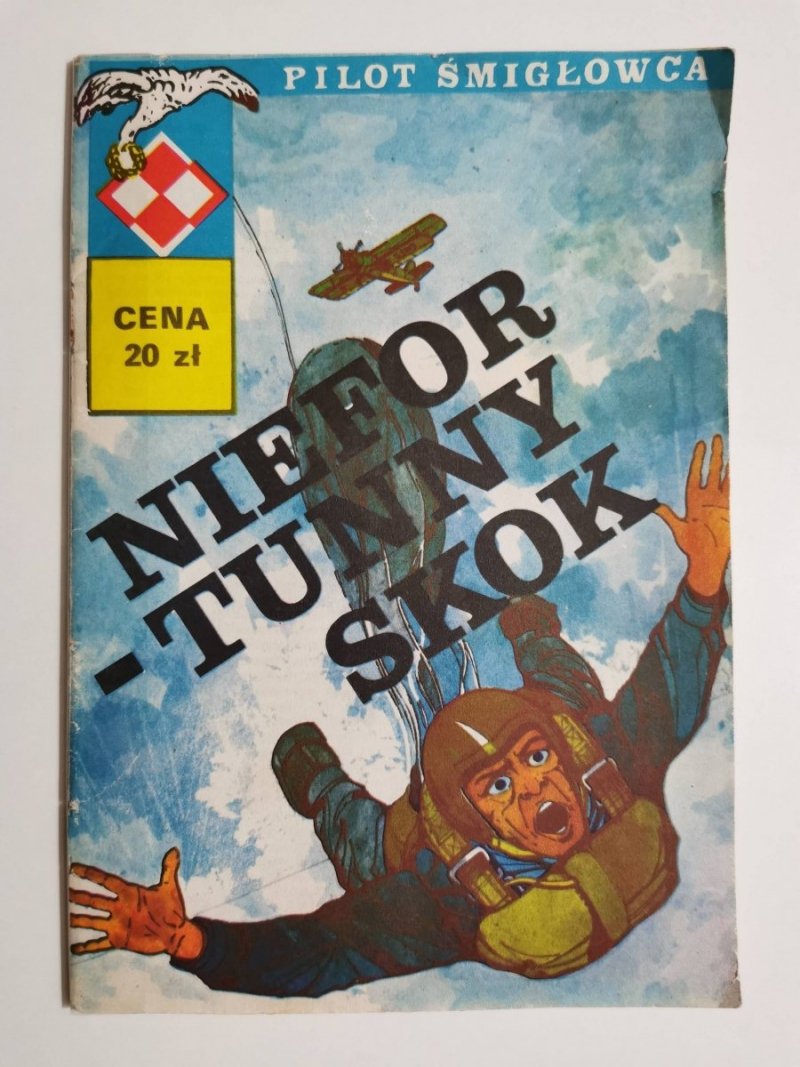 PILOT ŚMIGŁOWCA
CENA
20 zł
NIEFOR
-TUNNY
SKOK